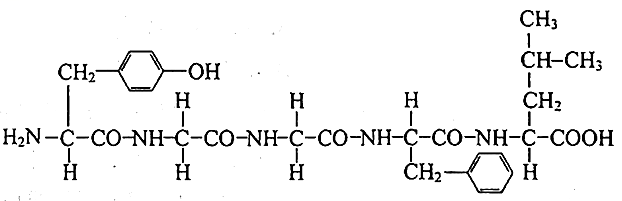 CH₃
CH–CH₃
CH₂–OH
H H H CH₂
H₂N–C–CO–NH–C–CO–NH–C–CO–NH–C–CO–NH–C–COOH
H H H CH₂ H